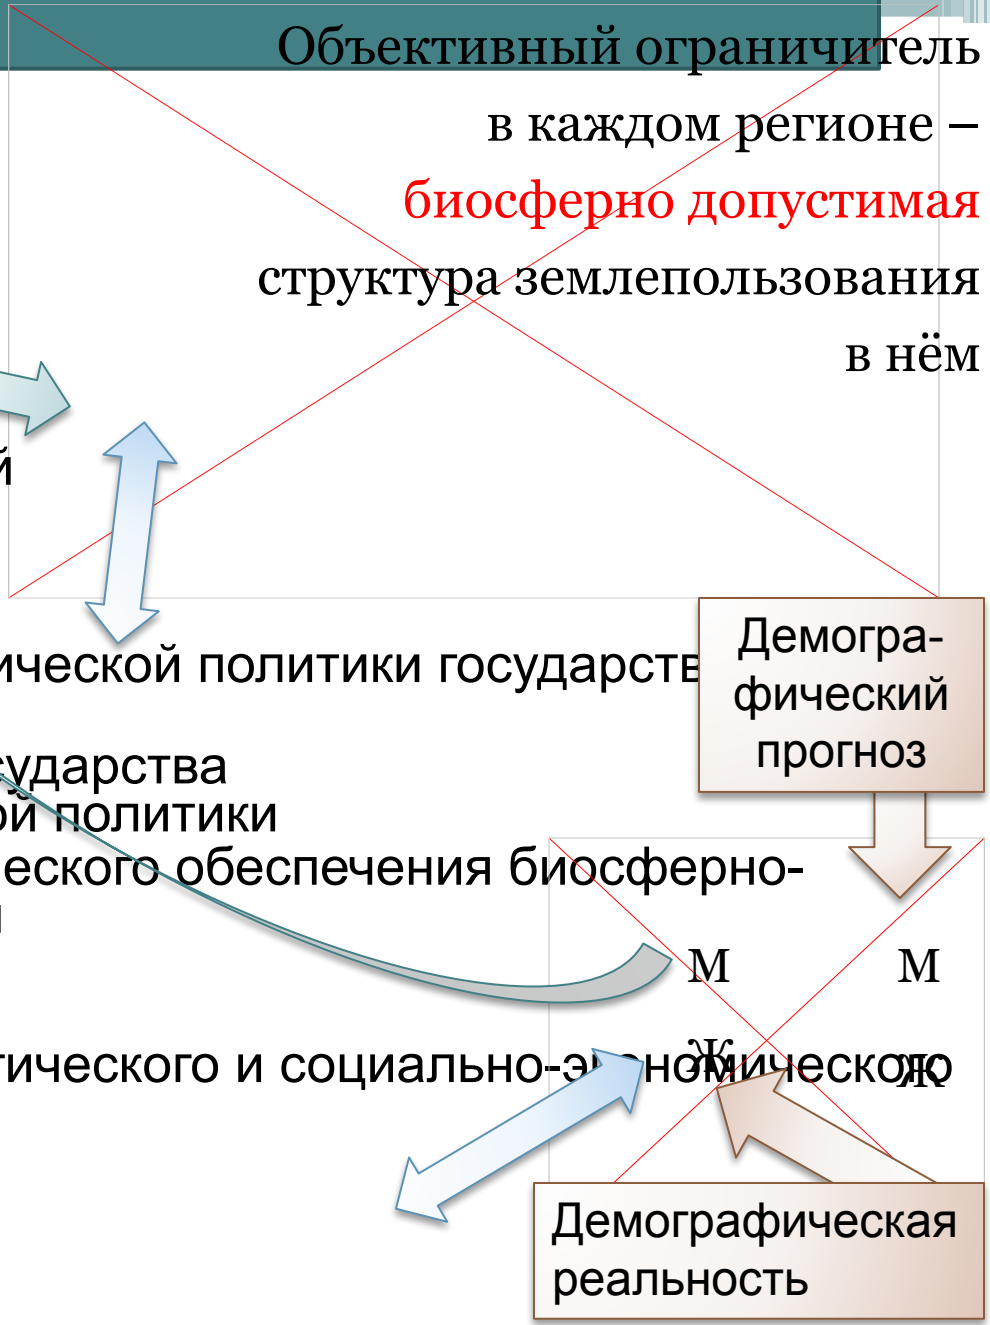 Объективный ограничитель
в каждом регионе –
биосферно допустимая
структура землепользования
в нём
й
ической политики государств
Демогра-
фический
прогноз
сударства
ой политики
еского обеспечения биосферно-
М М
Ж Ж
тического и социально-экономического
Демографическая
реальность